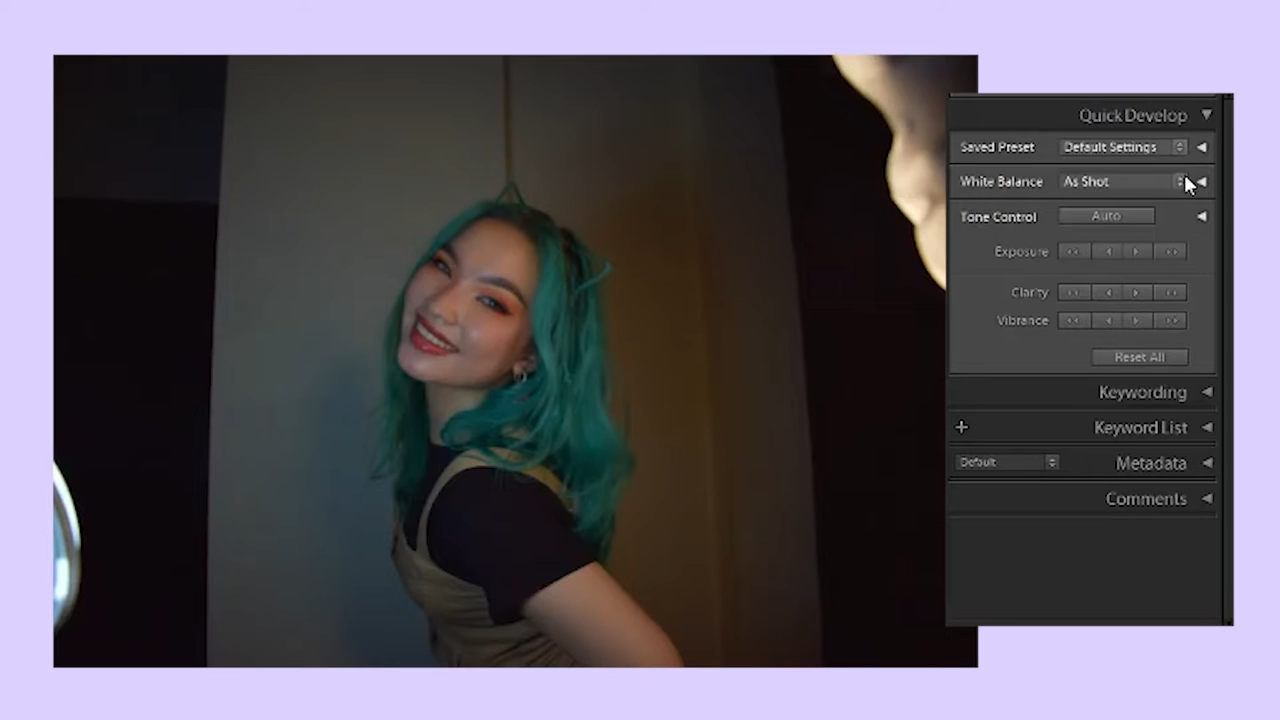 Quick Develop
Saved Preset Default Settings
White Balance As Shot
Tone Control Auto
Exposure
Clarity
Vibrance
Reset All
Keywording
+ Keyword List
Default Metadata
Comments